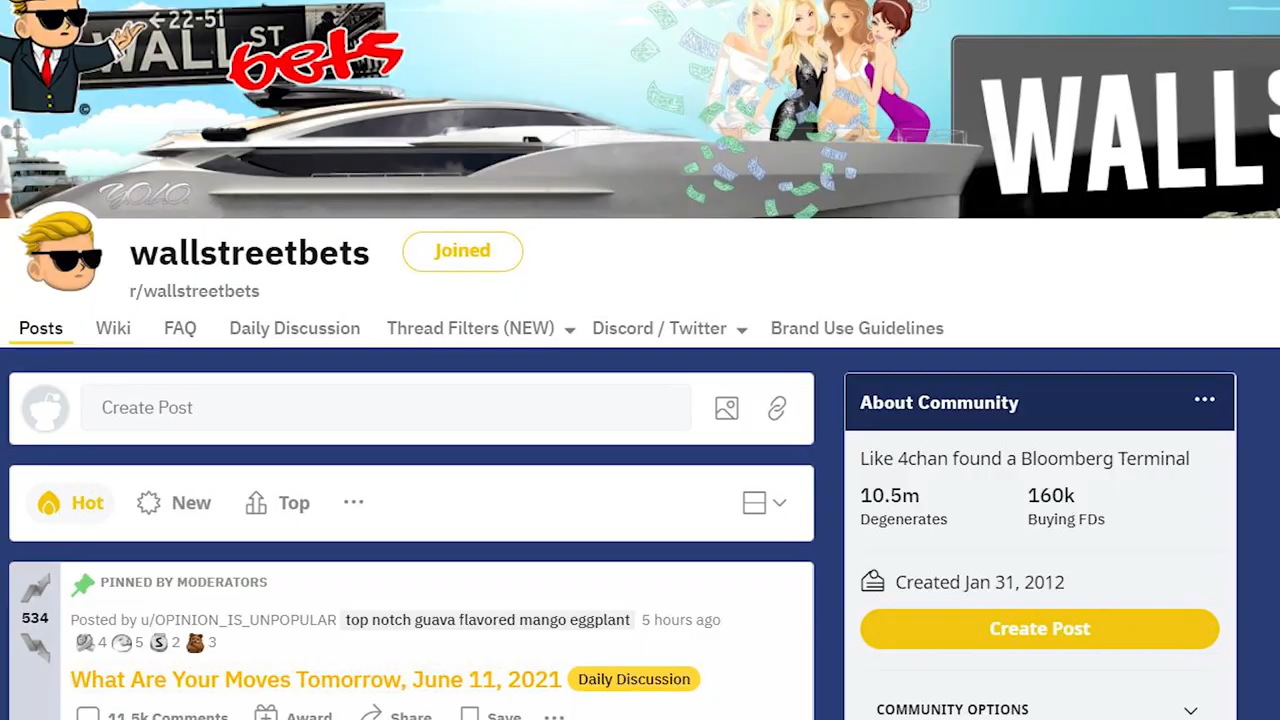 ←22-51
WALL ST
bets
©
WALLS
Y.O.L.O.
wallstreetbets
Joined
r/wallstreetbets
Posts Wiki FAQ Daily Discussion Thread Filters (NEW) Discord / Twitter Brand Use Guidelines
Create Post
About Community
Like 4chan found a Bloomberg Terminal
10.5m 160k
Degenerates Buying FDs
Hot New Top
Created Jan 31, 2012
Create Post
PINNED BY MODERATORS
534
Posted by u/OPINION_IS_UNPOPULAR top notch guava flavored mango eggplant 5 hours ago
4 5 S 2 3
What Are Your Moves Tomorrow, June 11, 2021 Daily Discussion
11.5k Comments Award Share Save
COMMUNITY OPTIONS